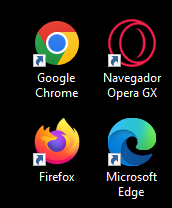 Google
Chrome
Navegador
Opera GX
Firefox
Microsoft
Edge